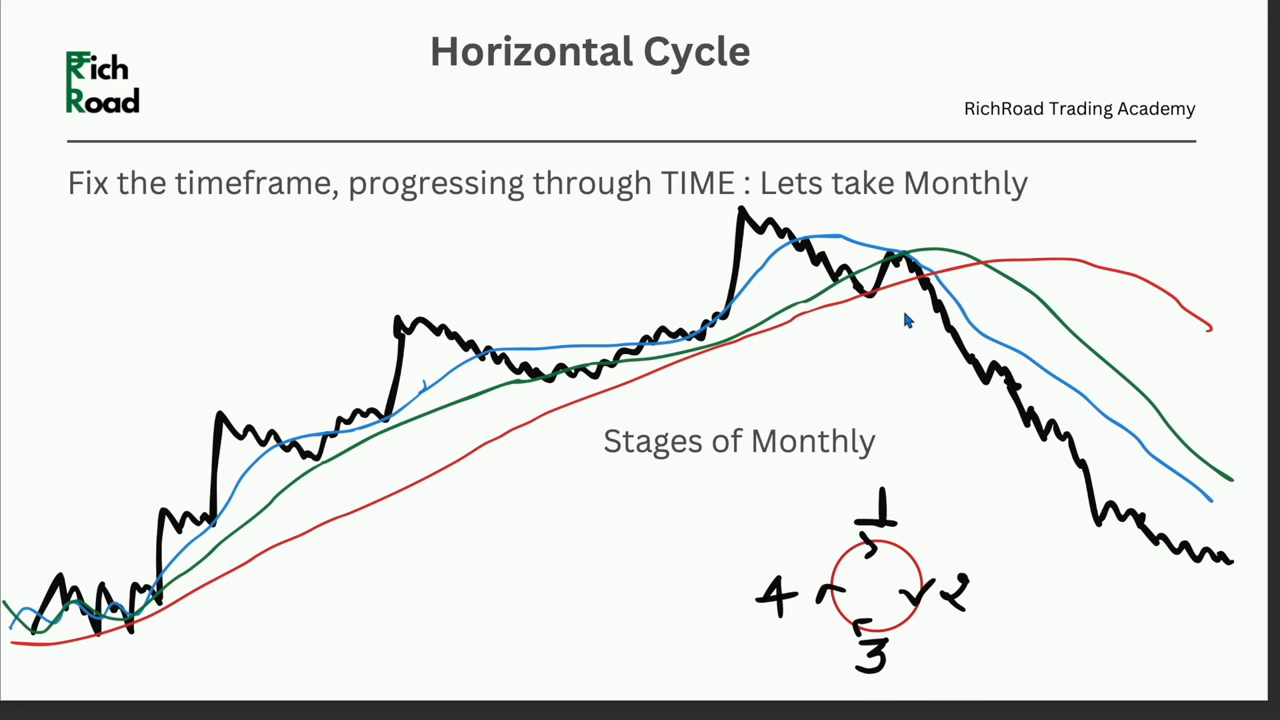 Horizontal Cycle
₹ich
Road
RichRoad Trading Academy
Fix the timeframe, progressing through TIME : Lets take Monthly
Stages of Monthly
1
4 2
3